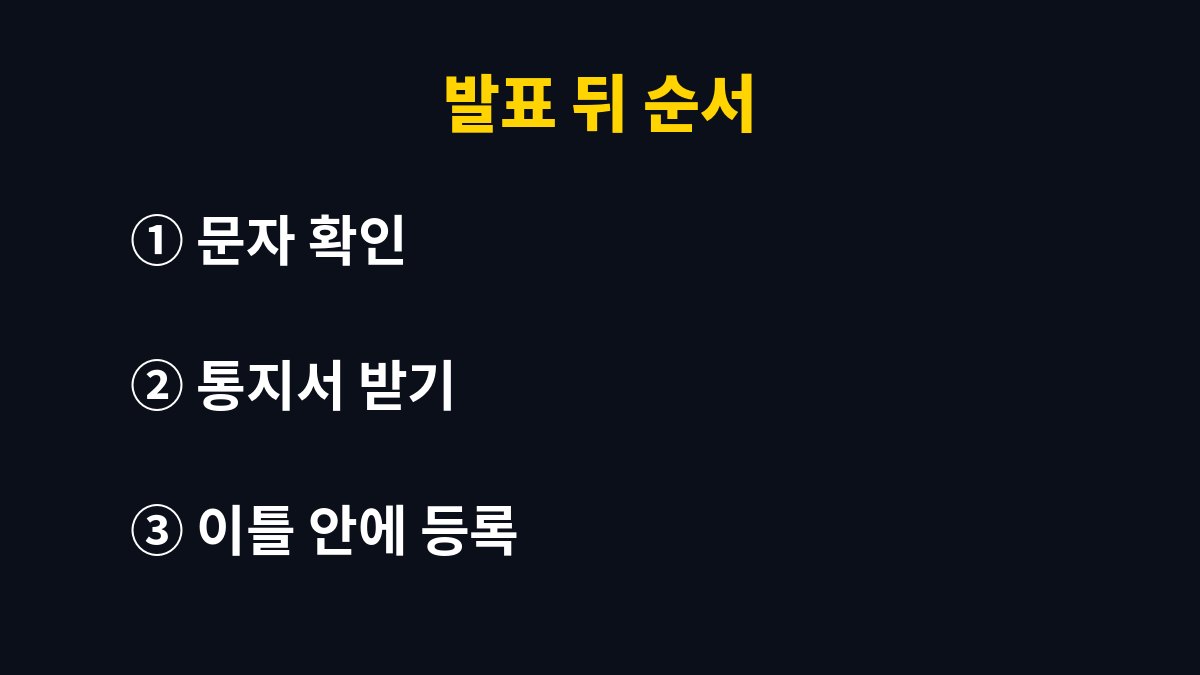 발표 뒤 순서
① 문자 확인
② 통지서 받기
③ 이틀 안에 등록